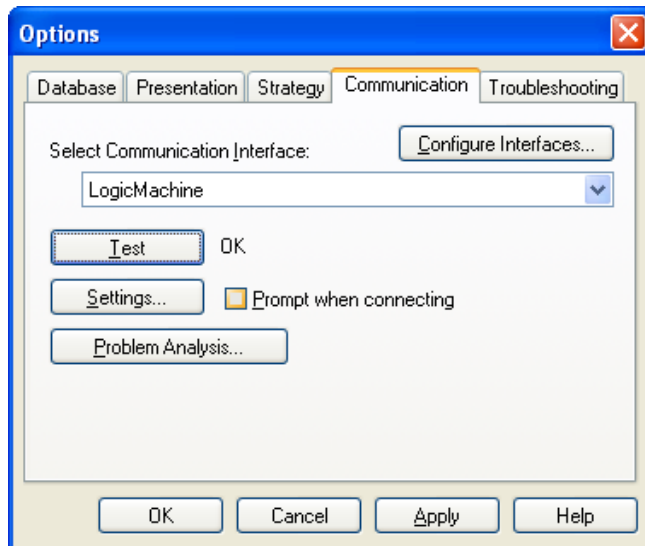 Options
Database Presentation Strategy Communication Troubleshooting
Select Communication Interface: Configure Interfaces...
LogicMachine
Test OK
Settings... Prompt when connecting
Problem Analysis...
OK Cancel Apply Help